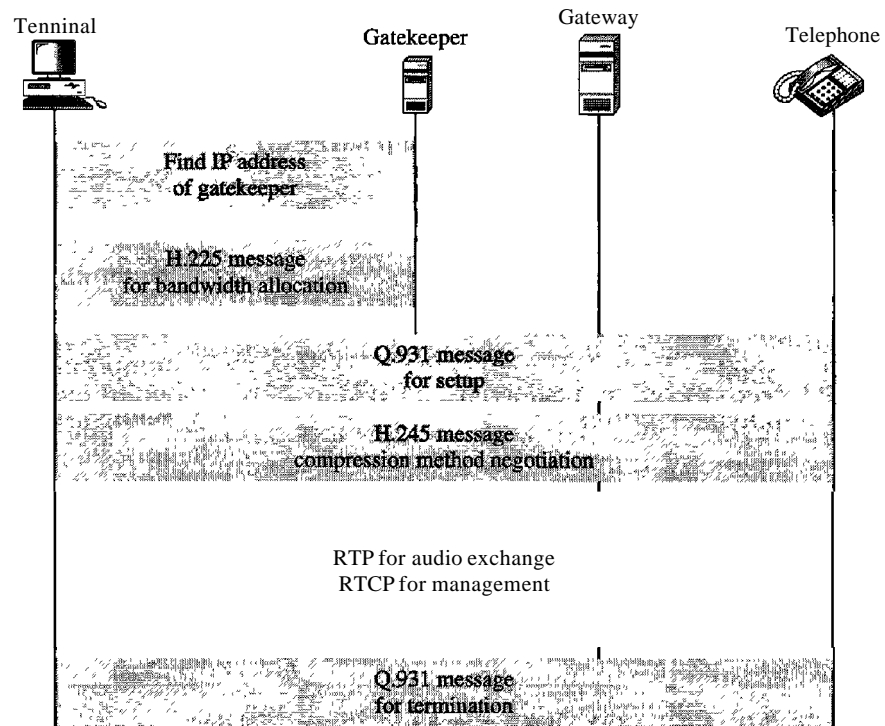 Tenninal
Gatekeeper
Gateway
Telephone
Find IP address
of gatekeeper
H.225 message
for bandwidth allocation
Q.931 message
for setup
H.245 message
compression method negotiation
RTP for audio exchange
RTCP for management
Q.931 message
for termination